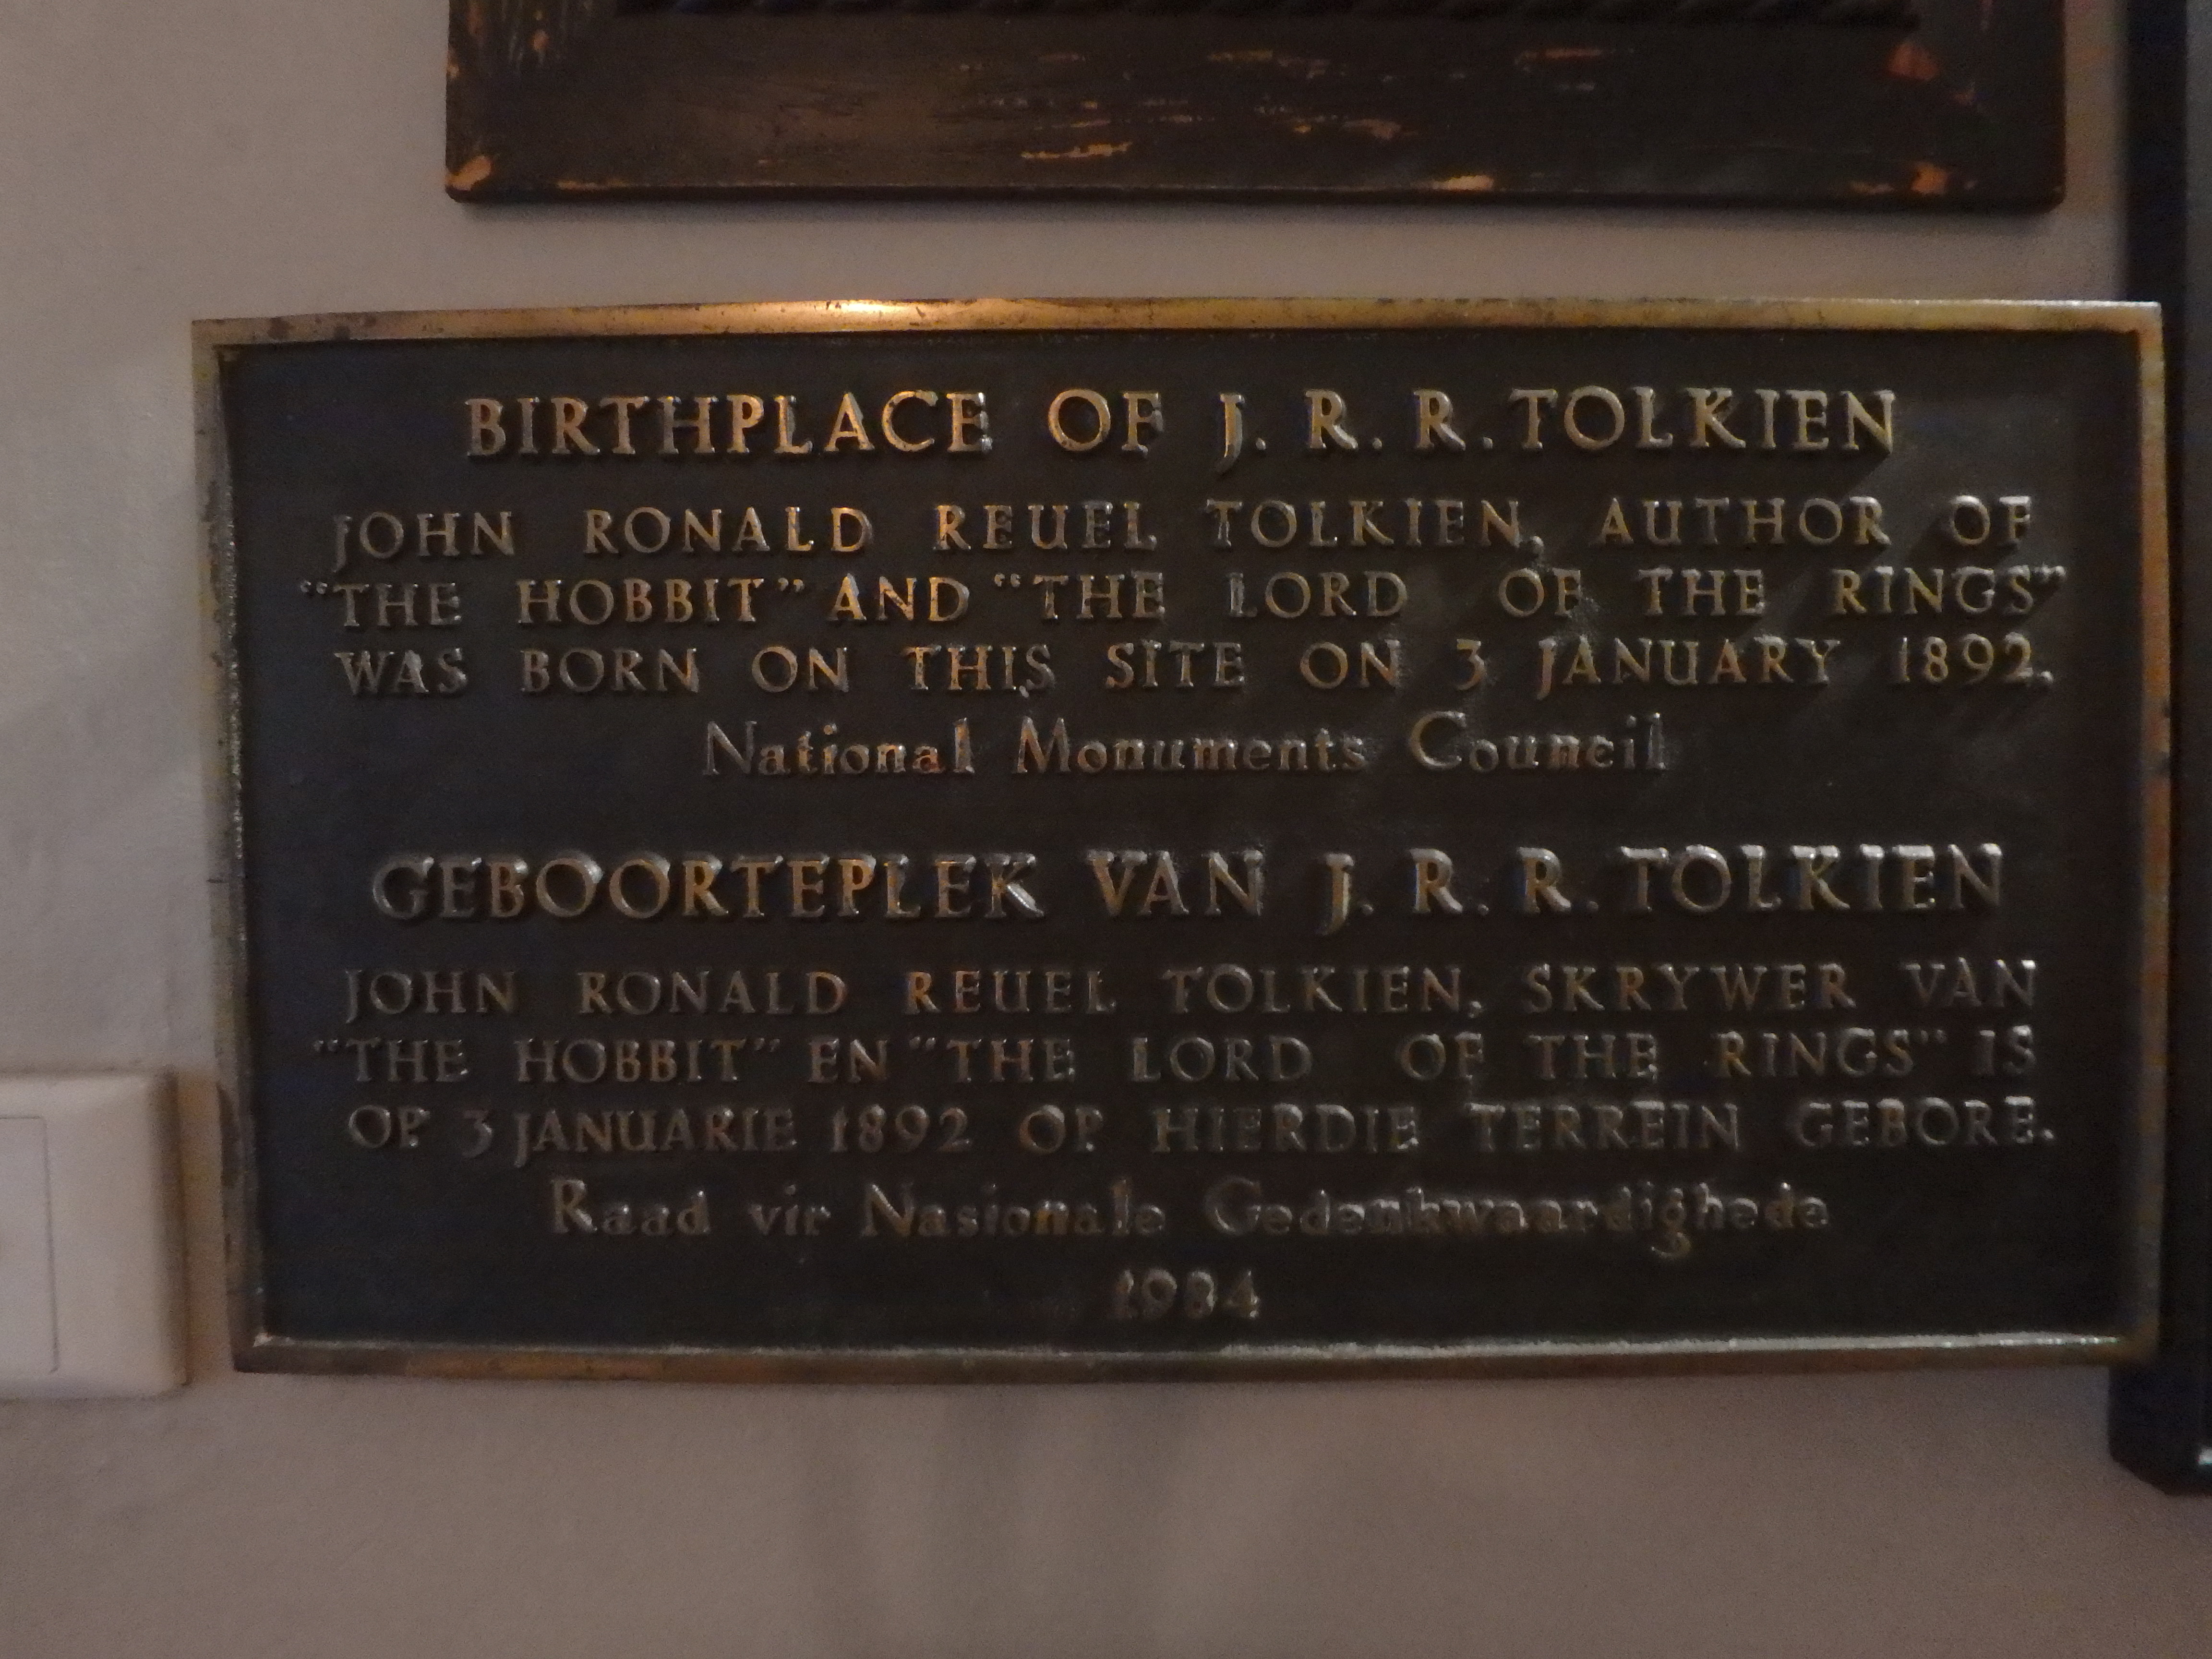 BIRTHPLACE OF J. R. R. TOLKIEN
JOHN RONALD REUEL TOLKIEN, AUTHOR OF
“THE HOBBIT” AND “THE LORD OF THE RINGS”
WAS BORN ON THIS SITE ON 3 JANUARY 1892.
National Monuments Council
GEBOORTEPLEK VAN J. R. R. TOLKIEN
JOHN RONALD REUEL TOLKIEN, SKRYWER VAN
“THE HOBBIT” EN “THE LORD OF THE RINGS” IS
OP 3 JANUARIE 1892 OP HIERDIE TERREIN GEBORE.
Raad vir Nasionale Gedenkwaardighede
1984